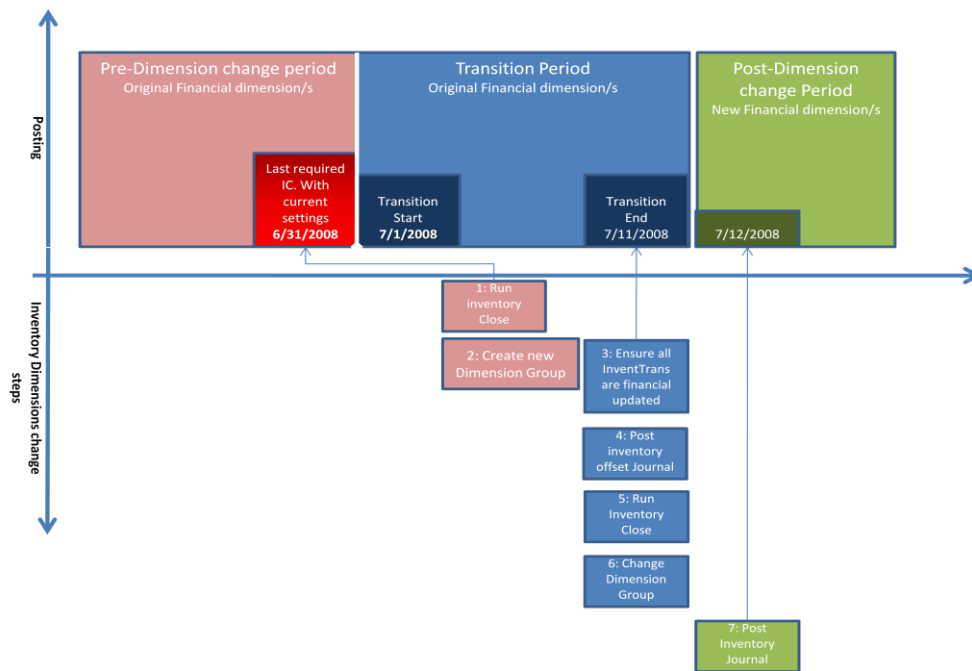 Pre-Dimension change period
Original Financial dimension/s
Transition Period
Original Financial dimension/s
Post-Dimension
change Period
New Financial dimension/s
Posting
Last required
IC. With
current
settings
6/31/2008
Transition
Start
7/1/2008
Transition
End
7/11/2008
7/12/2008
Inventory Dimensions change
steps
1: Run
inventory
Close
2: Create new
Dimension Group
3: Ensure all
InventTrans
are financial
updated
4: Post
inventory
offset Journal
5: Run
Inventory
Close
6: Change
Dimension
Group
7: Post
Inventory
Journal